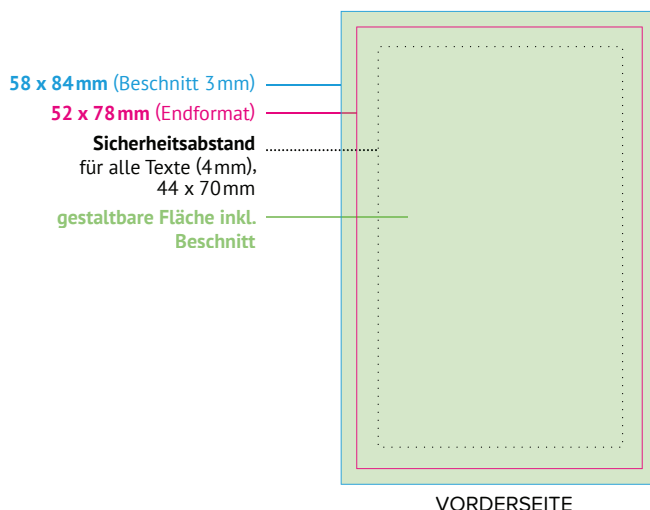 58 x 84 mm (Beschnitt 3 mm)
52 x 78 mm (Endformat)
Sicherheitsabstand
für alle Texte (4 mm),
44 x 70 mm
gestaltbare Fläche inkl.
Beschnitt
VORDERSEITE